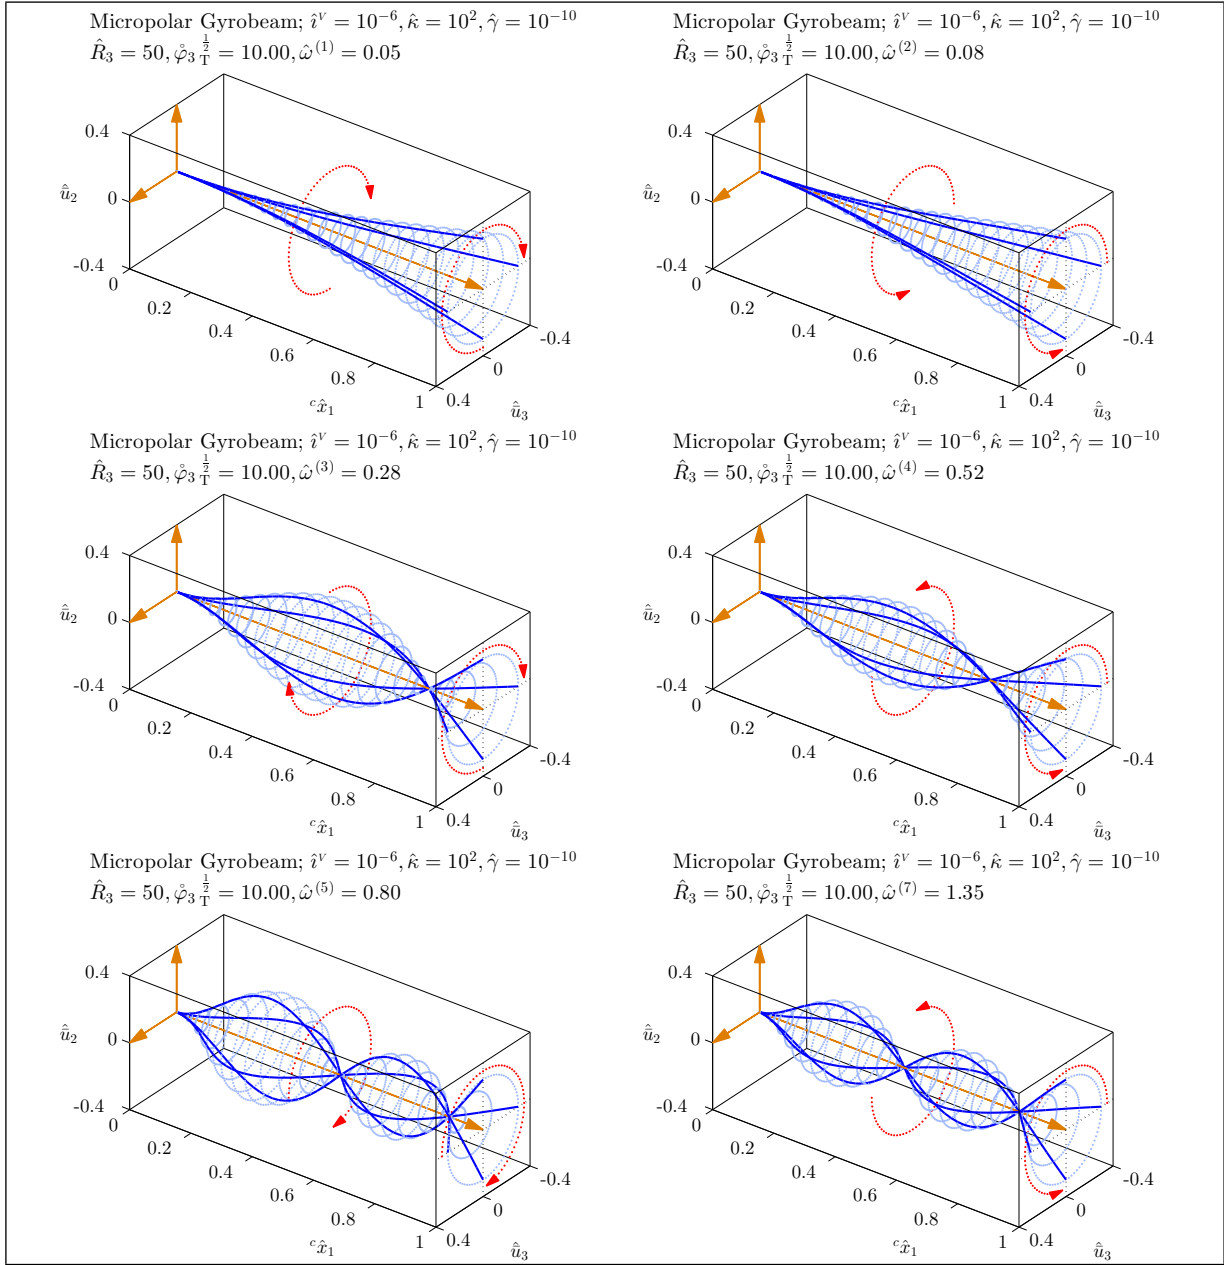 Micropolar Gyrobeam; î^V = 10^−6, κ̂ = 10^2, γ̂ = 10^−10
R̂_3 = 50, φ̊_3 T^1/2 = 10.00, ω̂^(1) = 0.05
0.4
û̄_2
0
-0.4
0
0.2
0.4
0.6
0.8
1
^c x̂_1
0.4
0
-0.4
û̄_3
Micropolar Gyrobeam; î^V = 10^−6, κ̂ = 10^2, γ̂ = 10^−10
R̂_3 = 50, φ̊_3 T^1/2 = 10.00, ω̂^(2) = 0.08
0.4
û̄_2
0
-0.4
0
0.2
0.4
0.6
0.8
1
^c x̂_1
0.4
0
-0.4
û̄_3
Micropolar Gyrobeam; î^V = 10^−6, κ̂ = 10^2, γ̂ = 10^−10
R̂_3 = 50, φ̊_3 T^1/2 = 10.00, ω̂^(3) = 0.28
0.4
û̄_2
0
-0.4
0
0.2
0.4
0.6
0.8
1
^c x̂_1
0.4
0
-0.4
û̄_3
Micropolar Gyrobeam; î^V = 10^−6, κ̂ = 10^2, γ̂ = 10^−10
R̂_3 = 50, φ̊_3 T^1/2 = 10.00, ω̂^(4) = 0.52
0.4
û̄_2
0
-0.4
0
0.2
0.4
0.6
0.8
1
^c x̂_1
0.4
0
-0.4
û̄_3
Micropolar Gyrobeam; î^V = 10^−6, κ̂ = 10^2, γ̂ = 10^−10
R̂_3 = 50, φ̊_3 T^1/2 = 10.00, ω̂^(5) = 0.80
0.4
û̄_2
0
-0.4
0
0.2
0.4
0.6
0.8
1
^c x̂_1
0.4
0
-0.4
û̄_3
Micropolar Gyrobeam; î^V = 10^−6, κ̂ = 10^2, γ̂ = 10^−10
R̂_3 = 50, φ̊_3 T^1/2 = 10.00, ω̂^(7) = 1.35
0.4
û̄_2
0
-0.4
0
0.2
0.4
0.6
0.8
1
^c x̂_1
0.4
0
-0.4
û̄_3